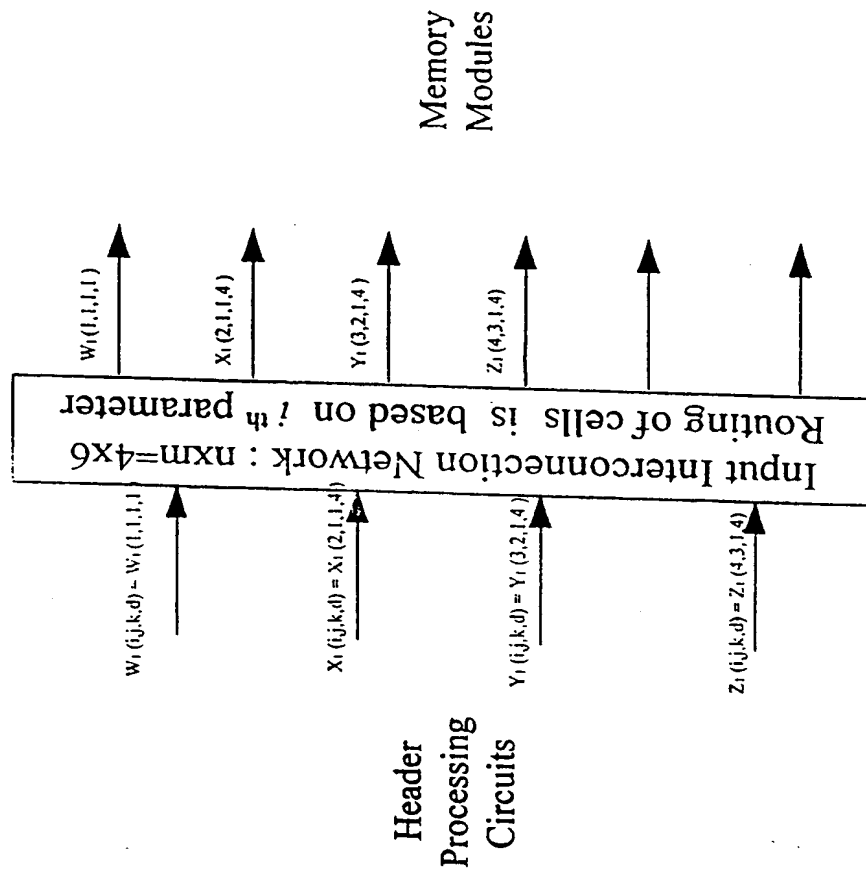 Header
Processing
Circuits
W1 (i,j,k,d) = W1 (1,1,1,1
X1 (i,j,k,d) = X1 (2,1,1,4)
Y1 (i,j,k,d) = Y1 (3,2,1,4 )
Z1 (i,j,k,d) = Z1 (4,3,1,4)
Input Interconnection Network : nxm=4x6
Routing of cells is based on i th parameter
W1 (1,1,1,1 )
X1 (2,1,1,4 )
Y1 (3,2,1,4 )
Z1 (4,3,1,4)
Memory
Modules